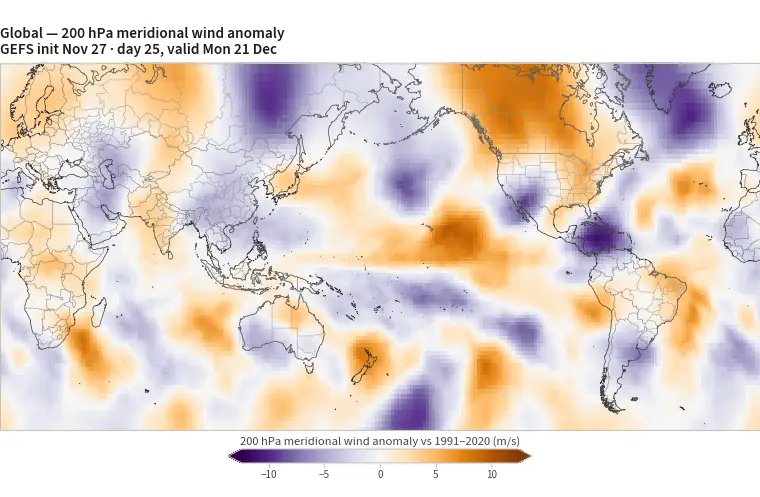 Global — 200 hPa meridional wind anomaly
GEFS init Nov 27 · day 25, valid Mon 21 Dec
200 hPa meridional wind anomaly vs 1991–2020 (m/s)
−10 −5 0 5 10